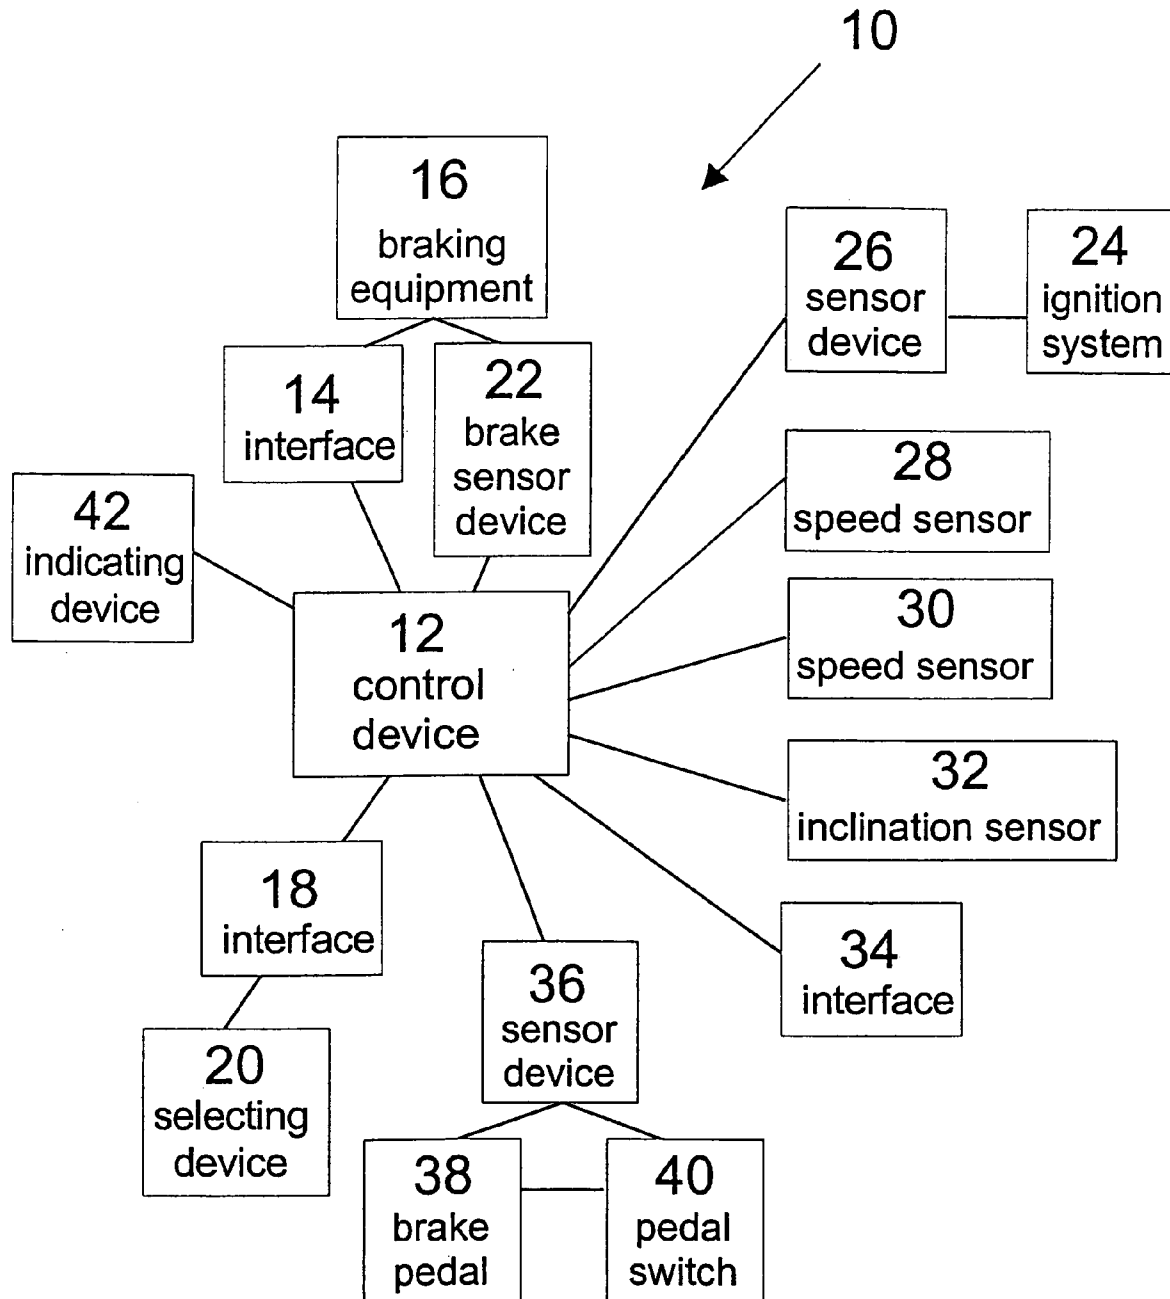 10
16
braking
equipment
26
sensor
device
24
ignition
system
14
interface
22
brake
sensor
device
28
speed sensor
42
indicating
device
12
control
device
30
speed sensor
32
inclination sensor
18
interface
34
interface
36
sensor
device
20
selecting
device
38
brake
pedal
40
pedal
switch